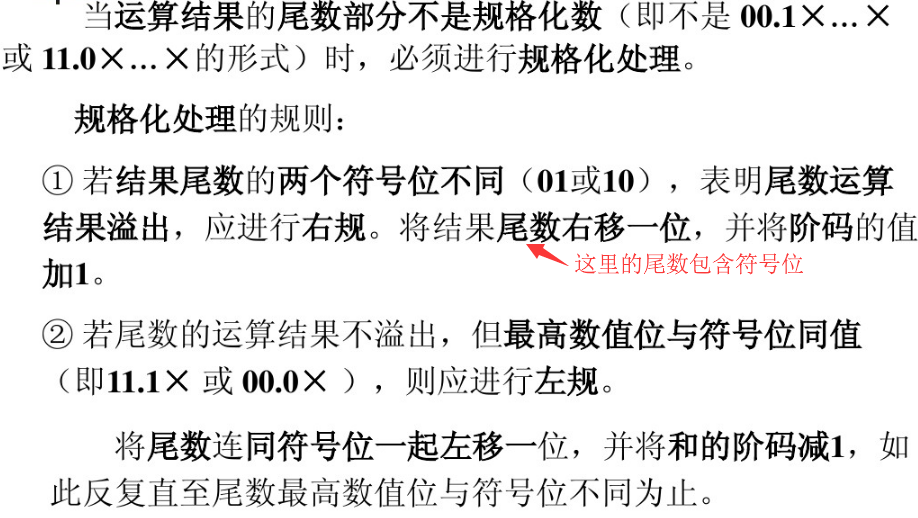 当运算结果的尾数部分不是规格化数（即不是 00.1×…×
或 11.0×…×的形式）时，必须进行规格化处理。
规格化处理的规则：
① 若结果尾数的两个符号位不同（01或10），表明尾数运算
结果溢出，应进行右规。将结果尾数右移一位，并将阶码的值
加1。
这里的尾数包含符号位
② 若尾数的运算结果不溢出，但最高数值位与符号位同值
（即11.1× 或 00.0× ），则应进行左规。
将尾数连同符号位一起左移一位，并将和的阶码减1，如
此反复直至尾数最高数值位与符号位不同为止。